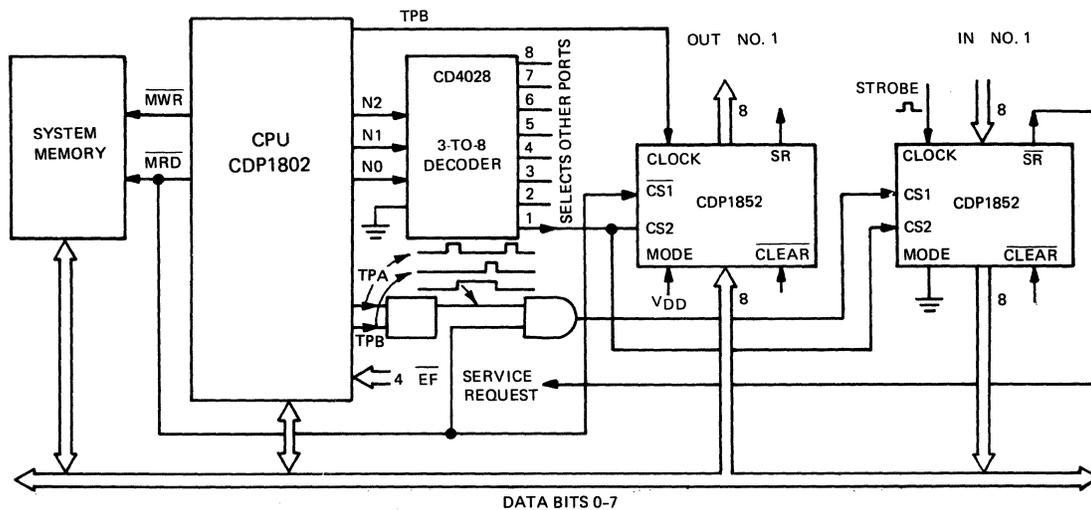 TPB
OUT NO. 1
IN NO. 1
8
7
6
5
4
3
2
1
SELECTS OTHER PORTS
CD4028
3-TO-8
DECODER
STROBE
8
8
SYSTEM
MEMORY
MWR
MRD
CPU
CDP1802
N2
N1
N0
CLOCK
SR
CS1
CDP1852
CS2
MODE
CLEAR
CLOCK
SR
CS1
CDP1852
CS2
MODE
CLEAR
VDD
8
8
TPA
TPB
4 EF
SERVICE
REQUEST
DATA BITS 0-7